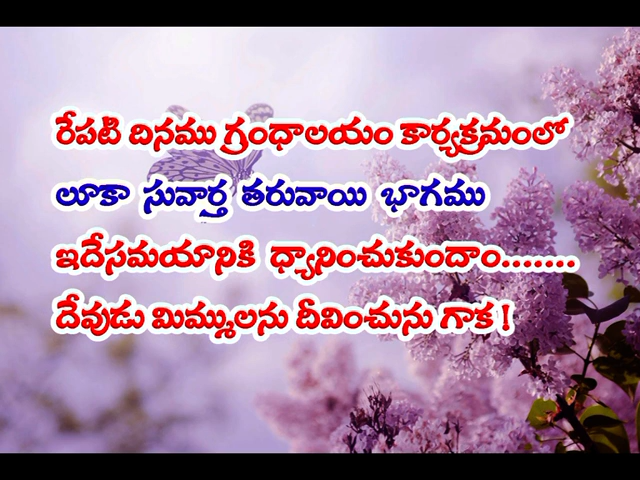 రేపటి దినము గ్రంధాలయం కార్యక్రమంలో
లూకా సువార్త తరువాయి భాగము
ఇదేసమయానికి ధ్యానించుకుందాం.......
దేవుడు మిమ్ములను దీవించును గాక !